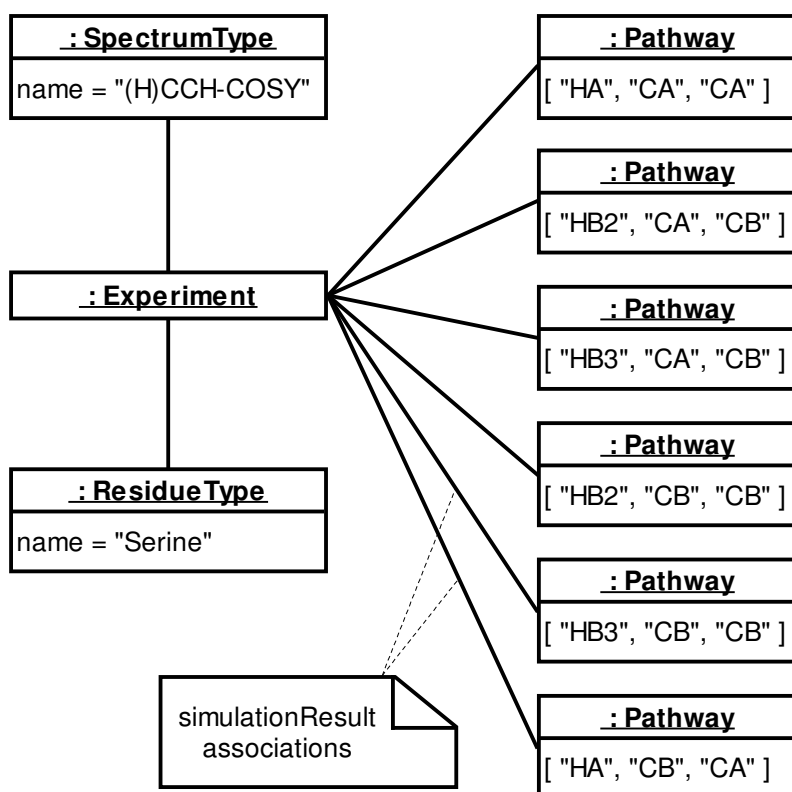 : SpectrumType
name = "(H)CCH-COSY"
: Experiment
: ResidueType
name = "Serine"
simulationResult
associations
: Pathway
[ "HA", "CA", "CA" ]
: Pathway
[ "HB2", "CA", "CB" ]
: Pathway
[ "HB3", "CA", "CB" ]
: Pathway
[ "HB2", "CB", "CB" ]
: Pathway
[ "HB3", "CB", "CB" ]
: Pathway
[ "HA", "CB", "CA" ]